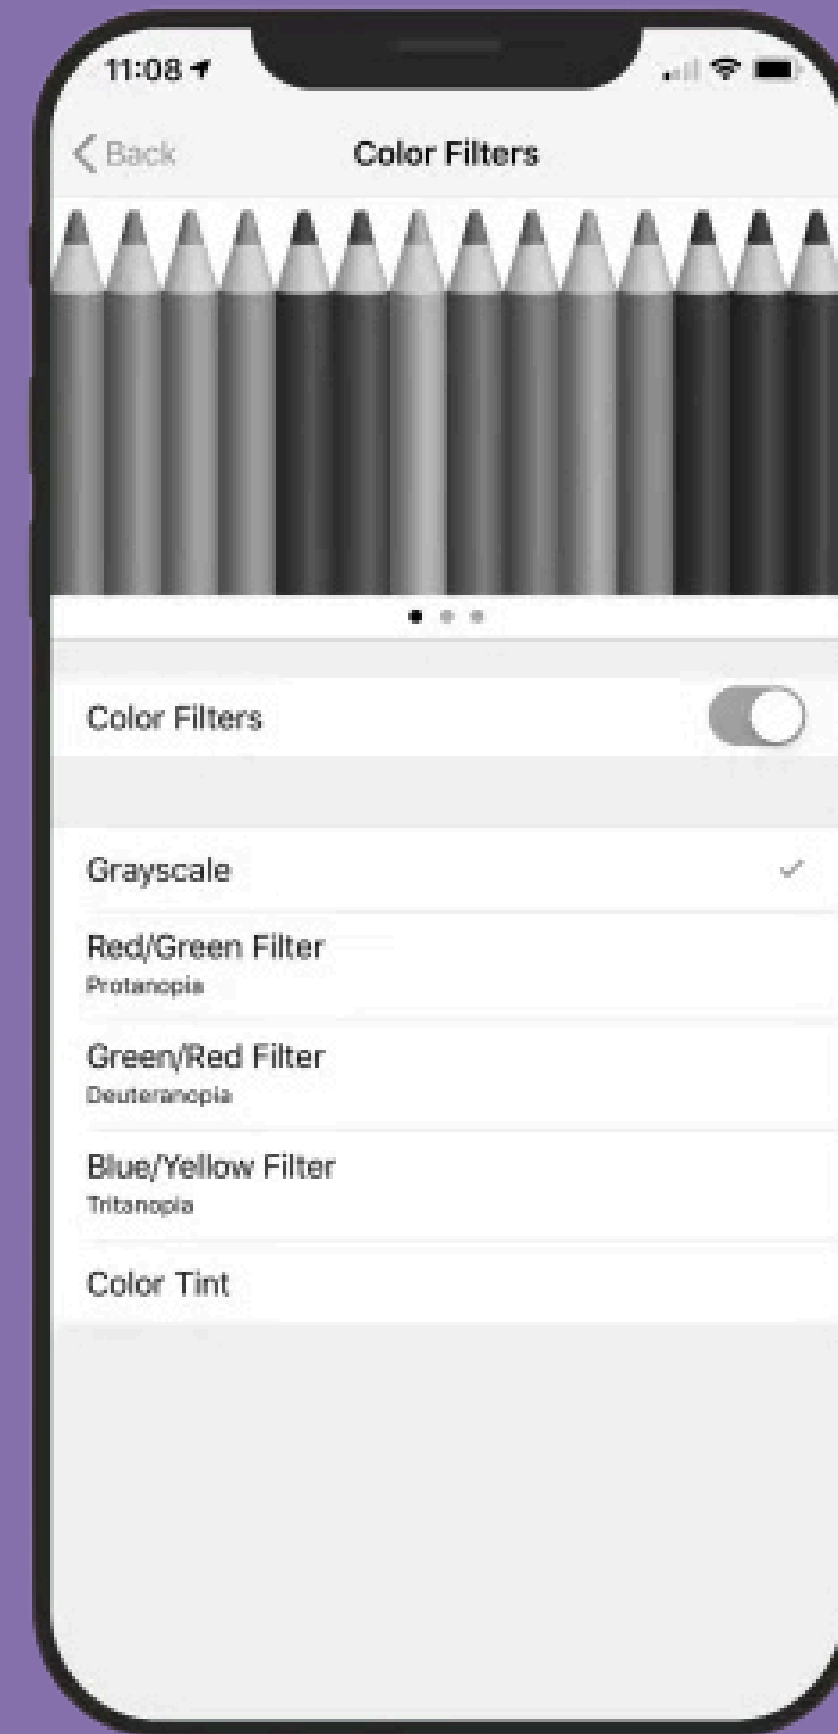 11:08
Back
Color Filters
Color Filters
Grayscale
Red/Green Filter
Protanopia
Green/Red Filter
Deuteranopia
Blue/Yellow Filter
Tritanopia
Color Tint